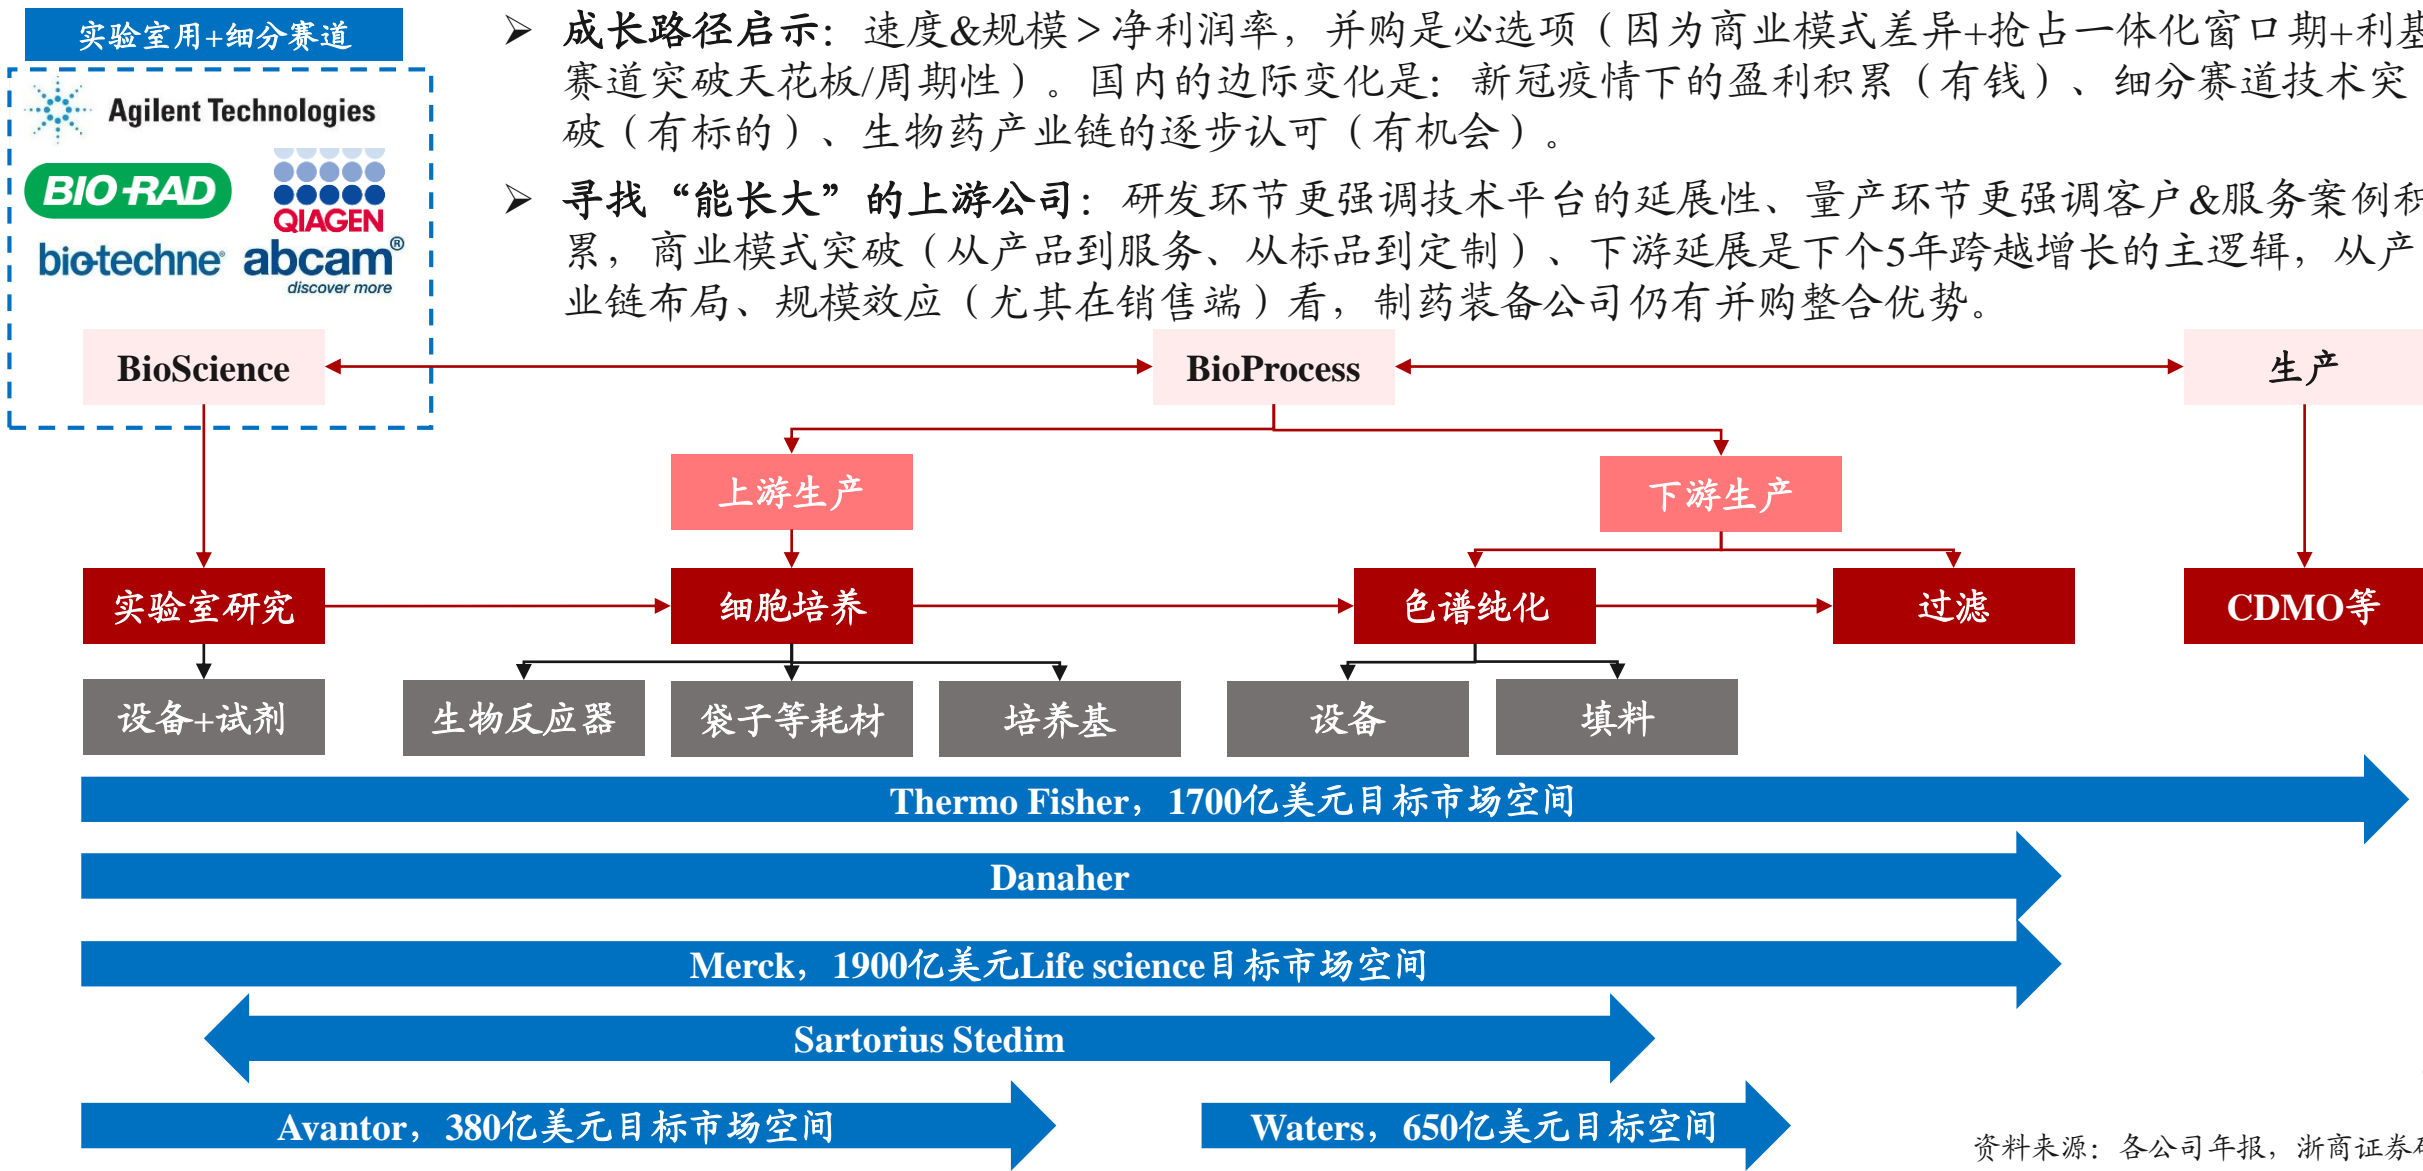 实验室用+细分赛道
Agilent Technologies
BIO-RAD
QIAGEN
bio-techne®
abcam®
discover more
➢ 成长路径启示：速度&规模>净利润率，并购是必选项（因为商业模式差异+抢占一体化窗口期+利基
赛道突破天花板/周期性）。国内的边际变化是：新冠疫情下的盈利积累（有钱）、细分赛道技术突
破（有标的）、生物药产业链的逐步认可（有机会）。
➢ 寻找“能长大”的上游公司：研发环节更强调技术平台的延展性、量产环节更强调客户&服务案例积
累，商业模式突破（从产品到服务、从标品到定制）、下游延展是下个5年跨越增长的主逻辑，从产
业链布局、规模效应（尤其在销售端）看，制药装备公司仍有并购整合优势。
BioScience
BioProcess
生产
上游生产
下游生产
实验室研究
细胞培养
色谱纯化
过滤
CDMO等
设备+试剂
生物反应器
袋子等耗材
培养基
设备
填料
Thermo Fisher，1700亿美元目标市场空间
Danaher
Merck，1900亿美元Life science目标市场空间
Sartorius Stedim
Avantor，380亿美元目标市场空间
Waters，650亿美元目标空间
资料来源：各公司年报，浙商证券